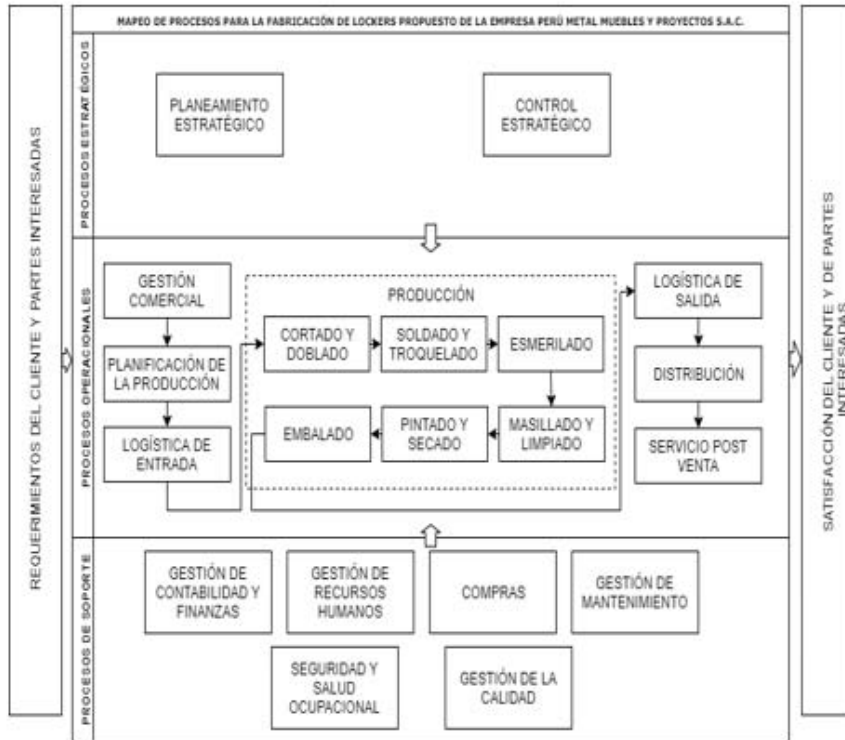 MAPEO DE PROCESOS PARA LA FABRICACIÓN DE LOCKERS PROPUESTO DE LA EMPRESA PERÚ METAL MUEBLES Y PROYECTOS S.A.C.
REQUERIMIENTOS DEL CLIENTE Y PARTES INTERESADAS
PROCESOS ESTRATÉGICOS
PLANEAMIENTO
ESTRATÉGICO
CONTROL
ESTRATÉGICO
PROCESOS OPERACIONALES
GESTIÓN
COMERCIAL
PLANIFICACIÓN DE
LA PRODUCCIÓN
LOGÍSTICA DE
ENTRADA
PRODUCCIÓN
CORTADO Y
DOBLADO
SOLDADO Y
TROQUELADO
ESMERILADO
MASILLADO Y
LIMPIADO
PINTADO Y
SECADO
EMBALADO
LOGÍSTICA DE
SALIDA
DISTRIBUCIÓN
SERVICIO POST
VENTA
PROCESOS DE SOPORTE
GESTIÓN DE
CONTABILIDAD Y
FINANZAS
GESTIÓN DE
RECURSOS
HUMANOS
COMPRAS
GESTIÓN DE
MANTENIMIENTO
SEGURIDAD Y
SALUD
OCUPACIONAL
GESTIÓN DE LA
CALIDAD
SATISFACCIÓN DEL CLIENTE Y DE PARTES
INTERESADAS